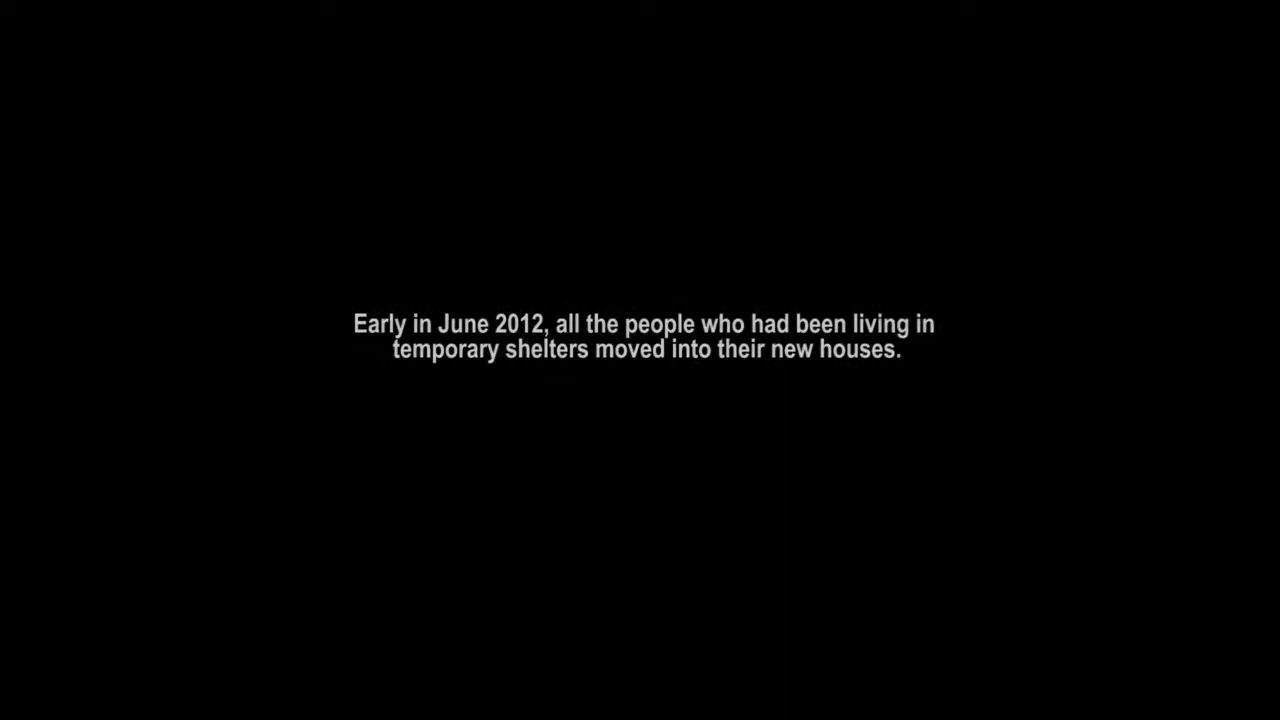 Early in June 2012, all the people who had been living in
temporary shelters moved into their new houses.